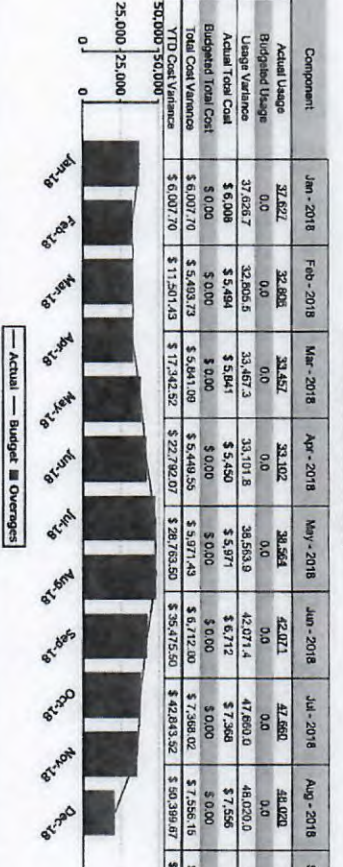 Component Jan - 2018 Feb - 2018 Mar - 2018 Apr - 2018 May - 2018 Jun - 2018 Jul - 2018 Aug - 2018
Actual Usage 37,627 32,806 33,457 33,102 38,564 42,071 47,660 48,020
Budgeted Usage 0.0 0.0 0.0 0.0 0.0 0.0 0.0 0.0
Usage Variance 37,626.7 32,805.5 33,457.3 33,101.8 38,563.9 42,071.4 47,660.0 48,020.0
Actual Total Cost $ 6,008 $ 5,494 $ 5,841 $ 5,450 $ 5,971 $ 6,712 $ 7,368 $ 7,556
Budgeted Total Cost $ 0.00 $ 0.00 $ 0.00 $ 0.00 $ 0.00 $ 0.00 $ 0.00 $ 0.00
Total Cost Variance $ 6,007.70 $ 5,493.73 $ 5,841.09 $ 5,449.55 $ 5,971.43 $ 6,712.00 $ 7,368.02 $ 7,556.15
YTD Cost Variance $ 6,007.70 $ 11,501.43 $ 17,342.52 $ 22,792.07 $ 28,763.50 $ 35,475.50 $ 42,843.52 $ 50,399.67 $
50,000 50,000
25,000 25,000
0 0
Jan-18 Feb-18 Mar-18 Apr-18 May-18 Jun-18 Jul-18 Aug-18 Sep-18 Oct-18 Nov-18 Dec-18
Actual Budget Overages